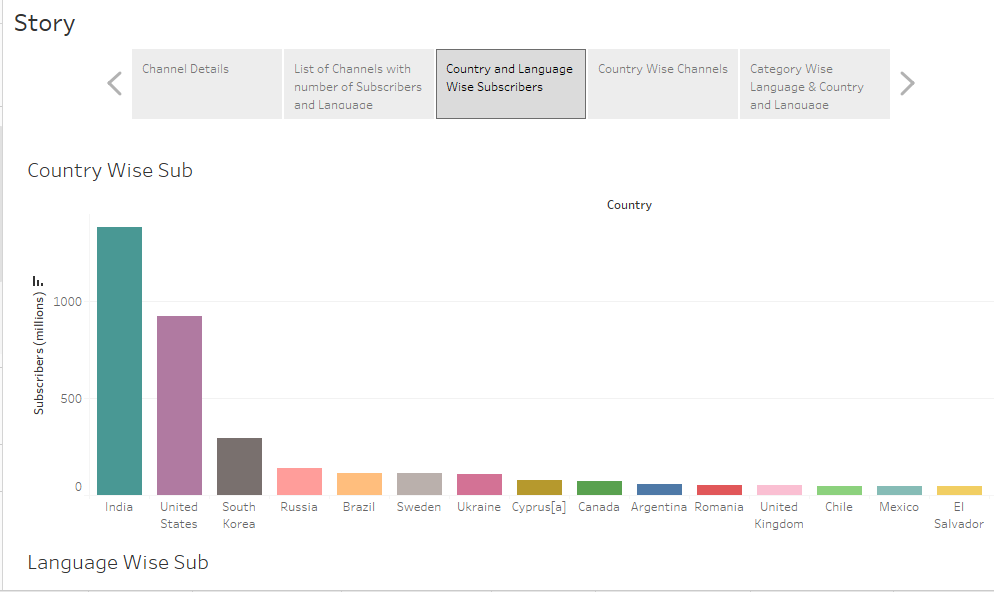 Story
Channel Details
List of Channels with
number of Subscribers
and Language
Country and Language
Wise Subscribers
Country Wise Channels
Category Wise
Language & Country
and Language
Country Wise Sub
Country
Subscribers (millions)
1000
500
0
India
United
States
South
Korea
Russia
Brazil
Sweden
Ukraine
Cyprus[a]
Canada
Argentina
Romania
United
Kingdom
Chile
Mexico
El
Salvador
Language Wise Sub